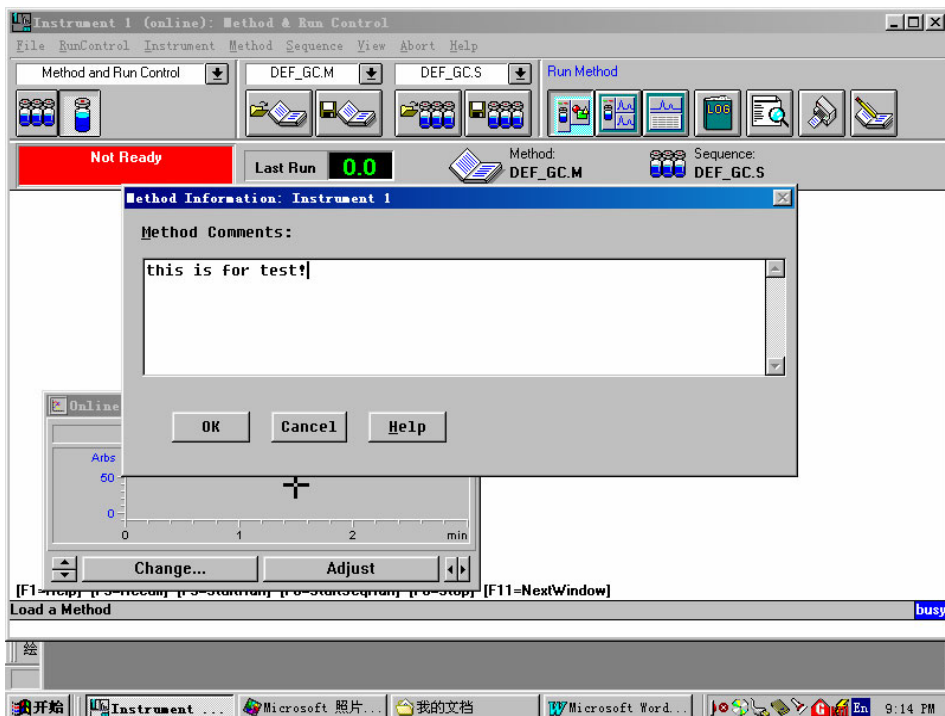 Instrument 1 (online): Method & Run Control
File RunControl Instrument Method Sequence View Abort Help
Method and Run Control DEF_GC.M DEF_GC.S Run Method
LOG
Not Ready Last Run 0.0 Method: DEF_GC.M Sequence: DEF_GC.S
Method Information: Instrument 1
Method Comments:
this is for test!
OK Cancel Help
Online
Arbs
50
0
0 1 2 min
Change... Adjust
[F11=NextWindow]
Load a Method busy
绘
开始 Instrument ... Microsoft 照片... 我的文档 Microsoft Word... En 9:14 PM